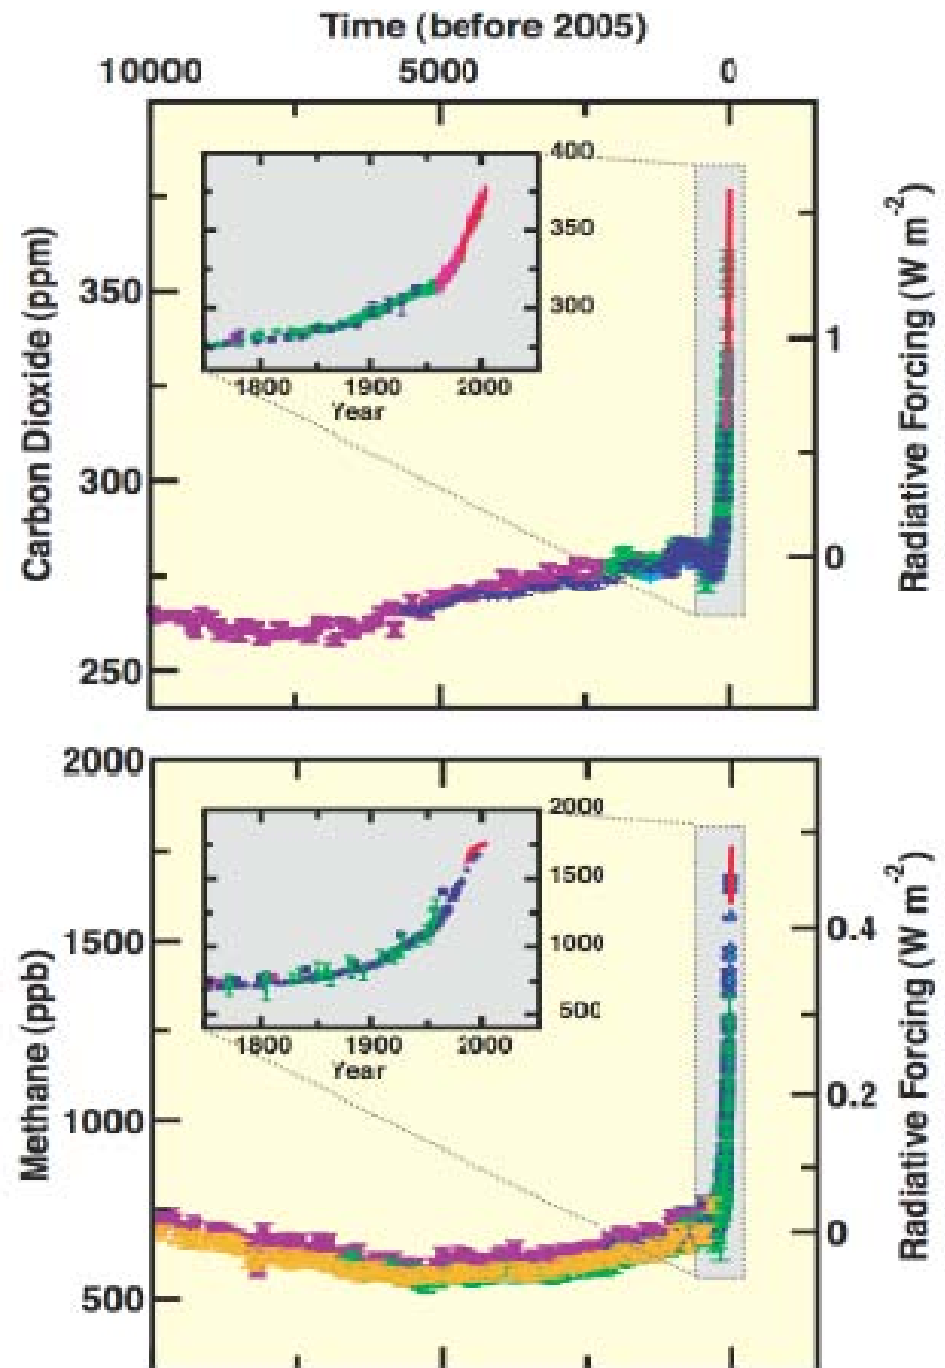 Time (before 2005)
10000 5000 0
400
350
300
1800 1900 2000
Year
350
300
250
1
0
Carbon Dioxide (ppm)
Radiative Forcing (W m-2)
2000
1500
1000
500
2000
1500
1000
500
1800 1900 2000
Year
0.4
0.2
0
Methane (ppb)
Radiative Forcing (W m-2)